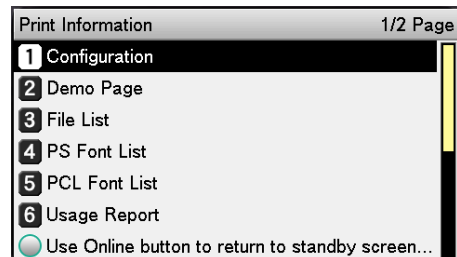 Print Information 1/2 Page
1 Configuration
2 Demo Page
3 File List
4 PS Font List
5 PCL Font List
6 Usage Report
Use Online button to return to standby screen...